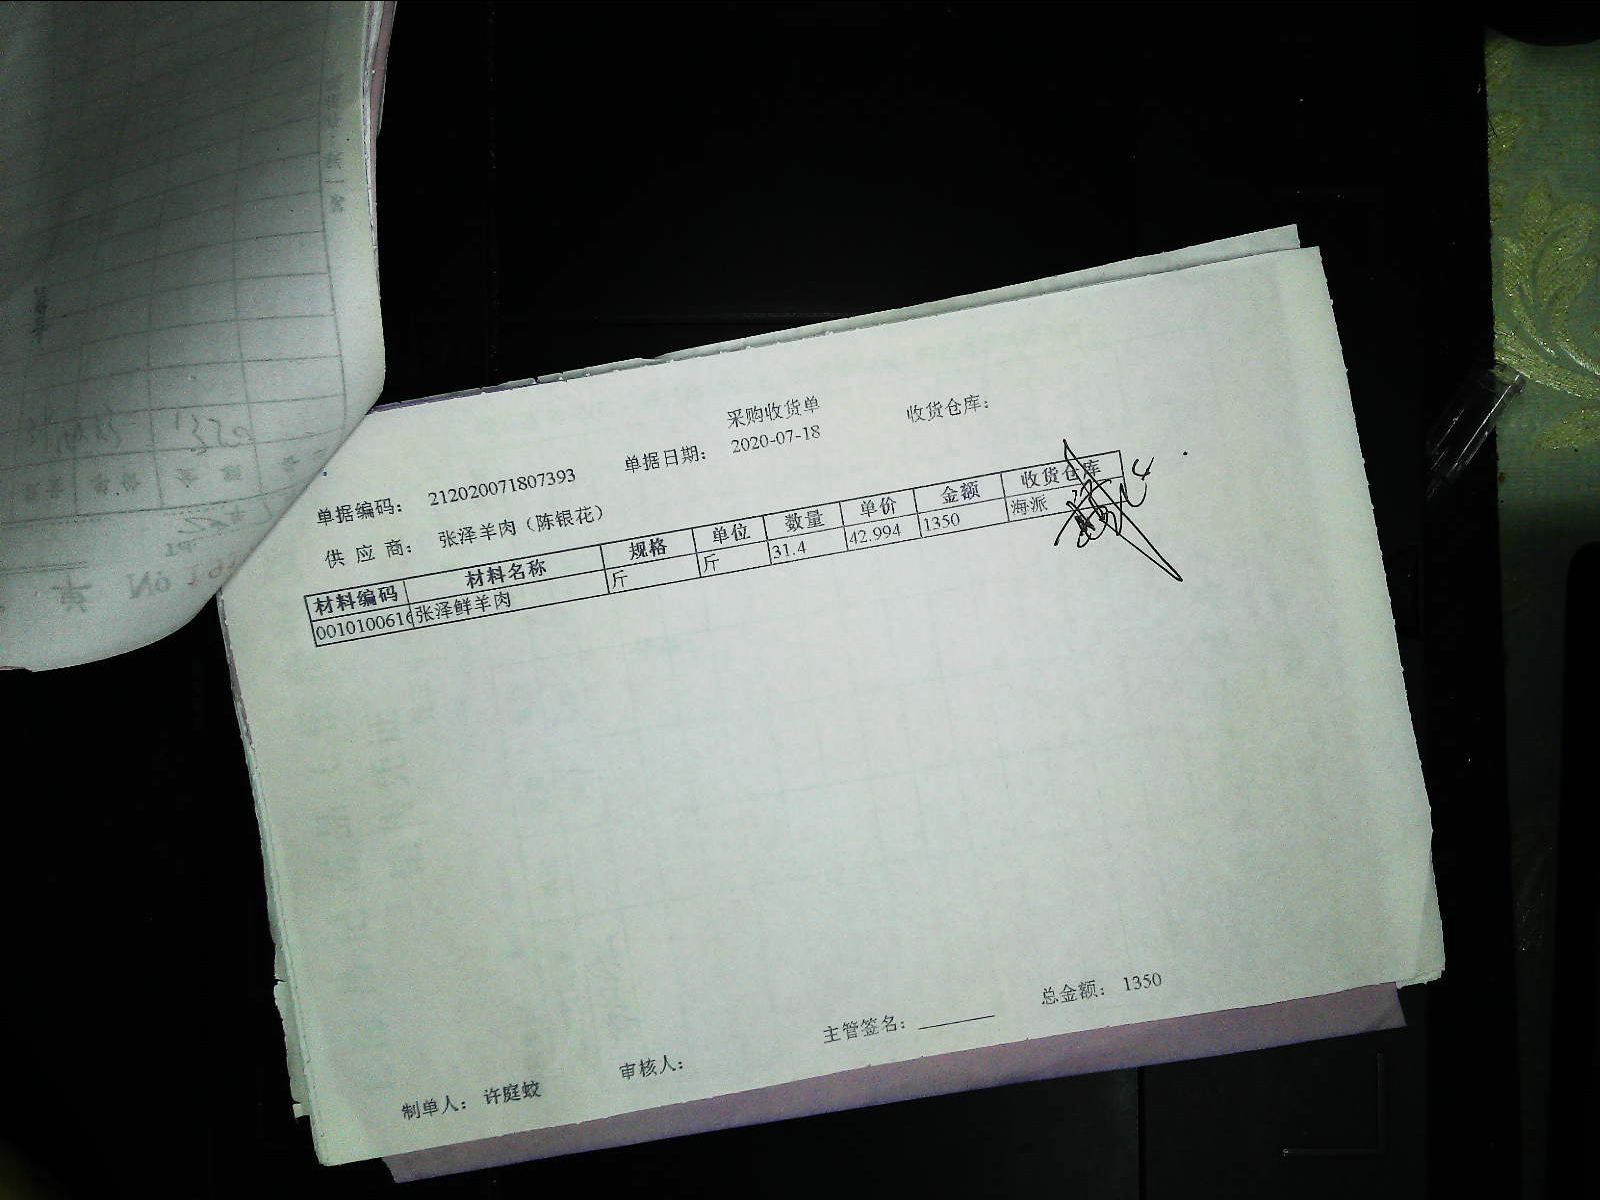 采购收货单
单据编码: 212020071807393 单据日期: 2020-07-18 收货仓库:
供应商: 张泽羊肉（陈银花）
材料编码 材料名称 规格 单位 数量 单价 金额 收货仓库
0010100616 张泽鲜羊肉 斤 斤 31.4 42.994 1350 海派
总金额: 1350
主管签名:
审核人:
制单人: 许庭蛟